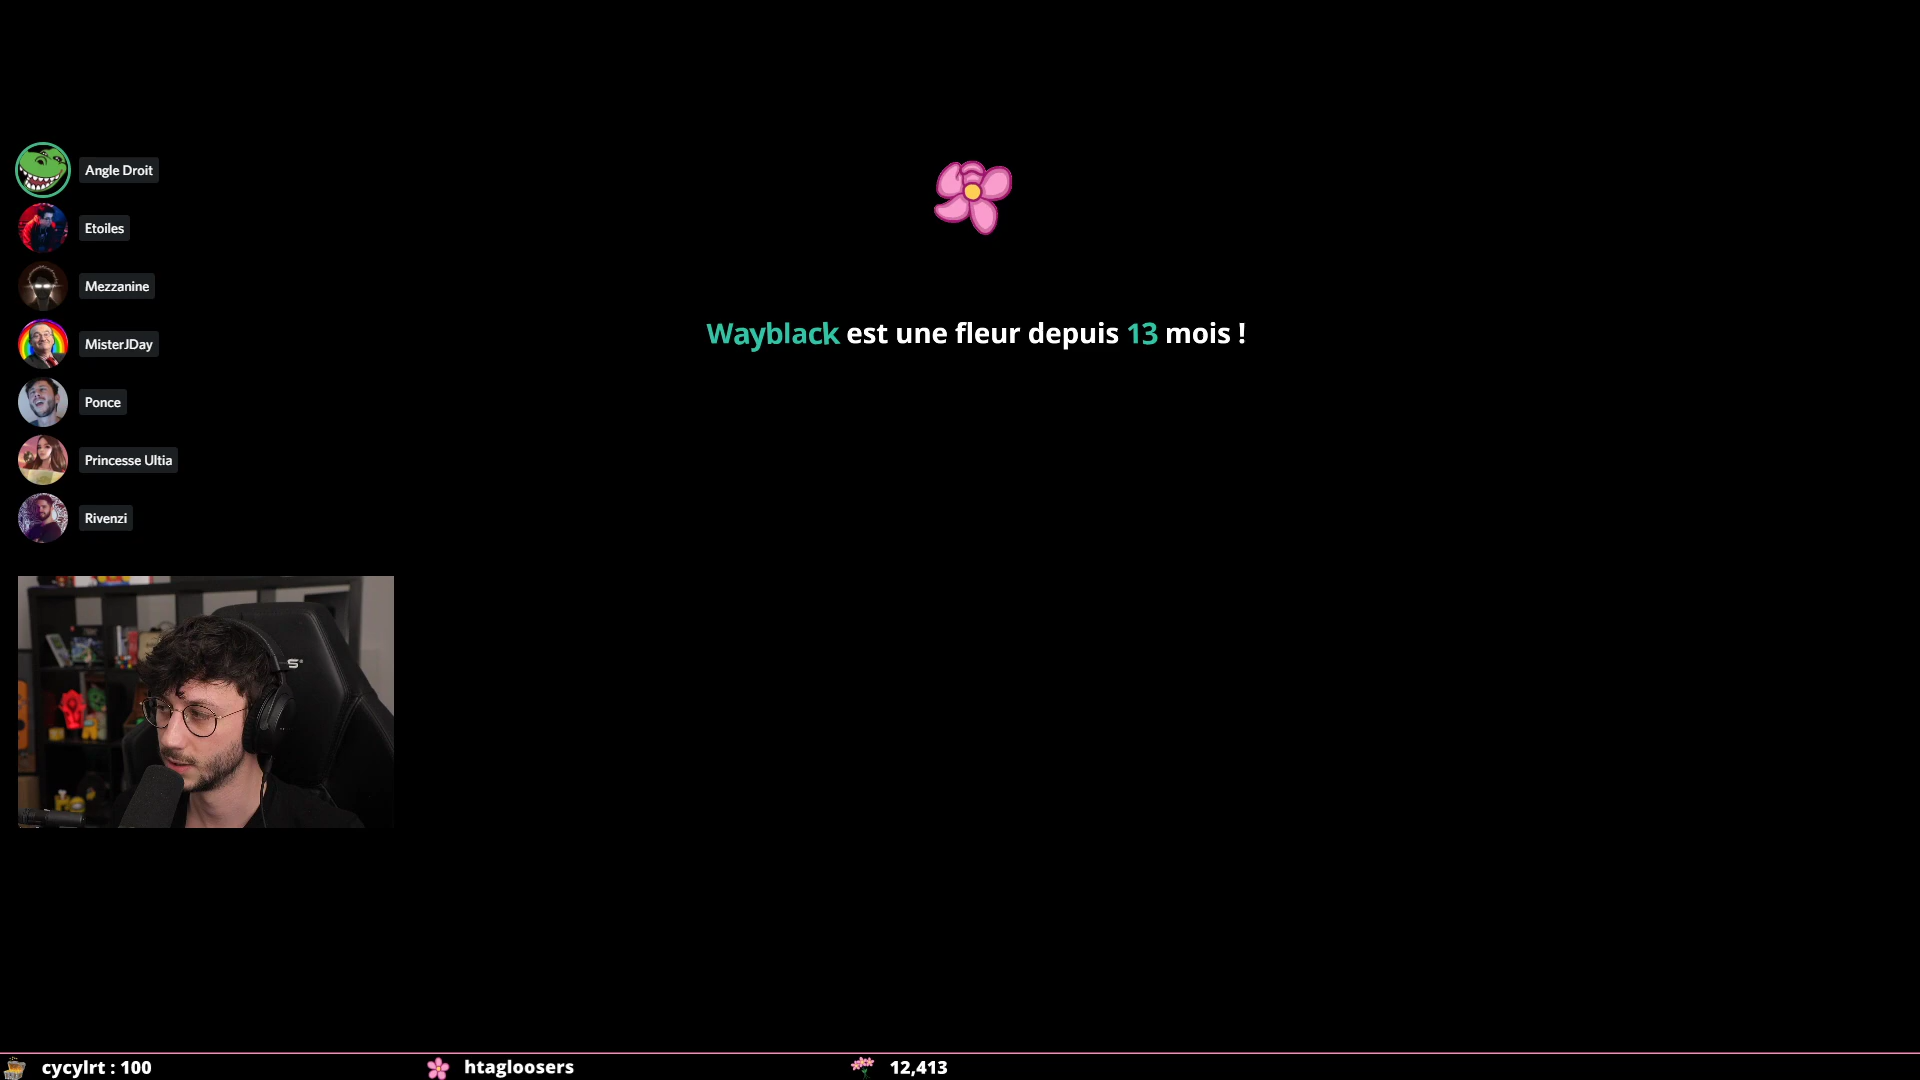 Angle Droit
Etoiles
Mezzanine
MisterJDay
Ponce
Princesse Ultia
Rivenzi
Wayblack est une fleur depuis 13 mois !
cycylrt : 100
htagloosers
12,413